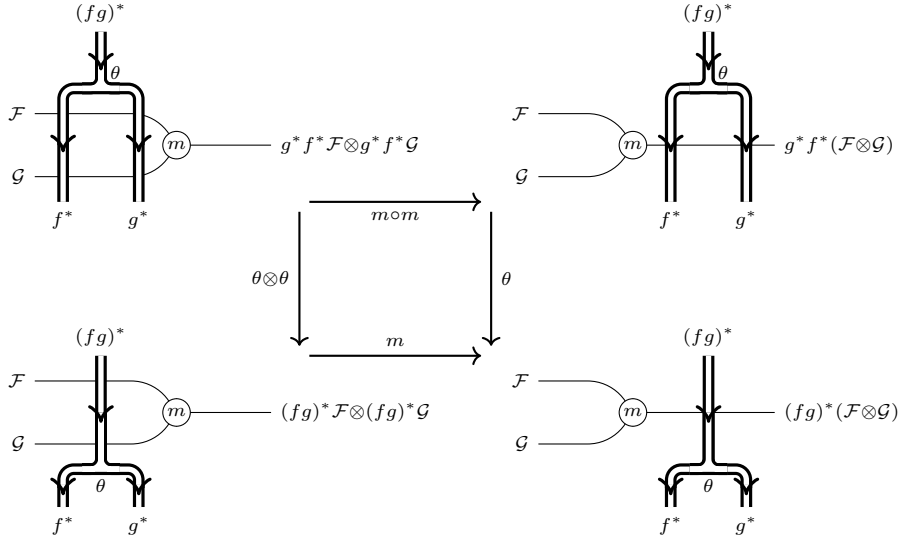 (fg)* (fg)*
θ θ
ℱ ℱ
m g*f*ℱ⊗g*f*𝒢 m g*f*(ℱ⊗𝒢)
𝒢 𝒢
f* g* f* g*
m∘m
θ⊗θ θ
(fg)* m (fg)*
ℱ ℱ
m (fg)*ℱ⊗(fg)*𝒢 m (fg)*(ℱ⊗𝒢)
𝒢 𝒢
θ θ
f* g* f* g*